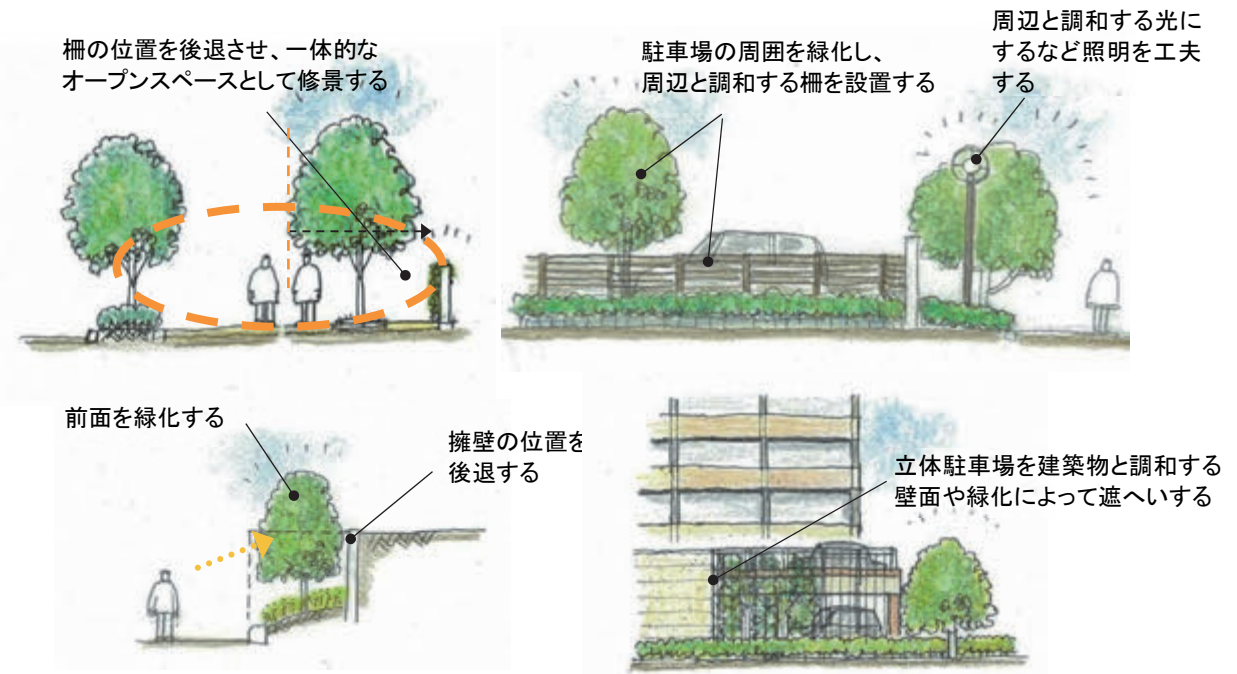 柵の位置を後退させ、一体的な
オープンスペースとして修景する
駐車場の周囲を緑化し、
周辺と調和する柵を設置する
周辺と調和する光に
するなど照明を工夫
する
前面を緑化する
擁壁の位置を
後退する
立体駐車場を建築物と調和する
壁面や緑化によって遮へいする